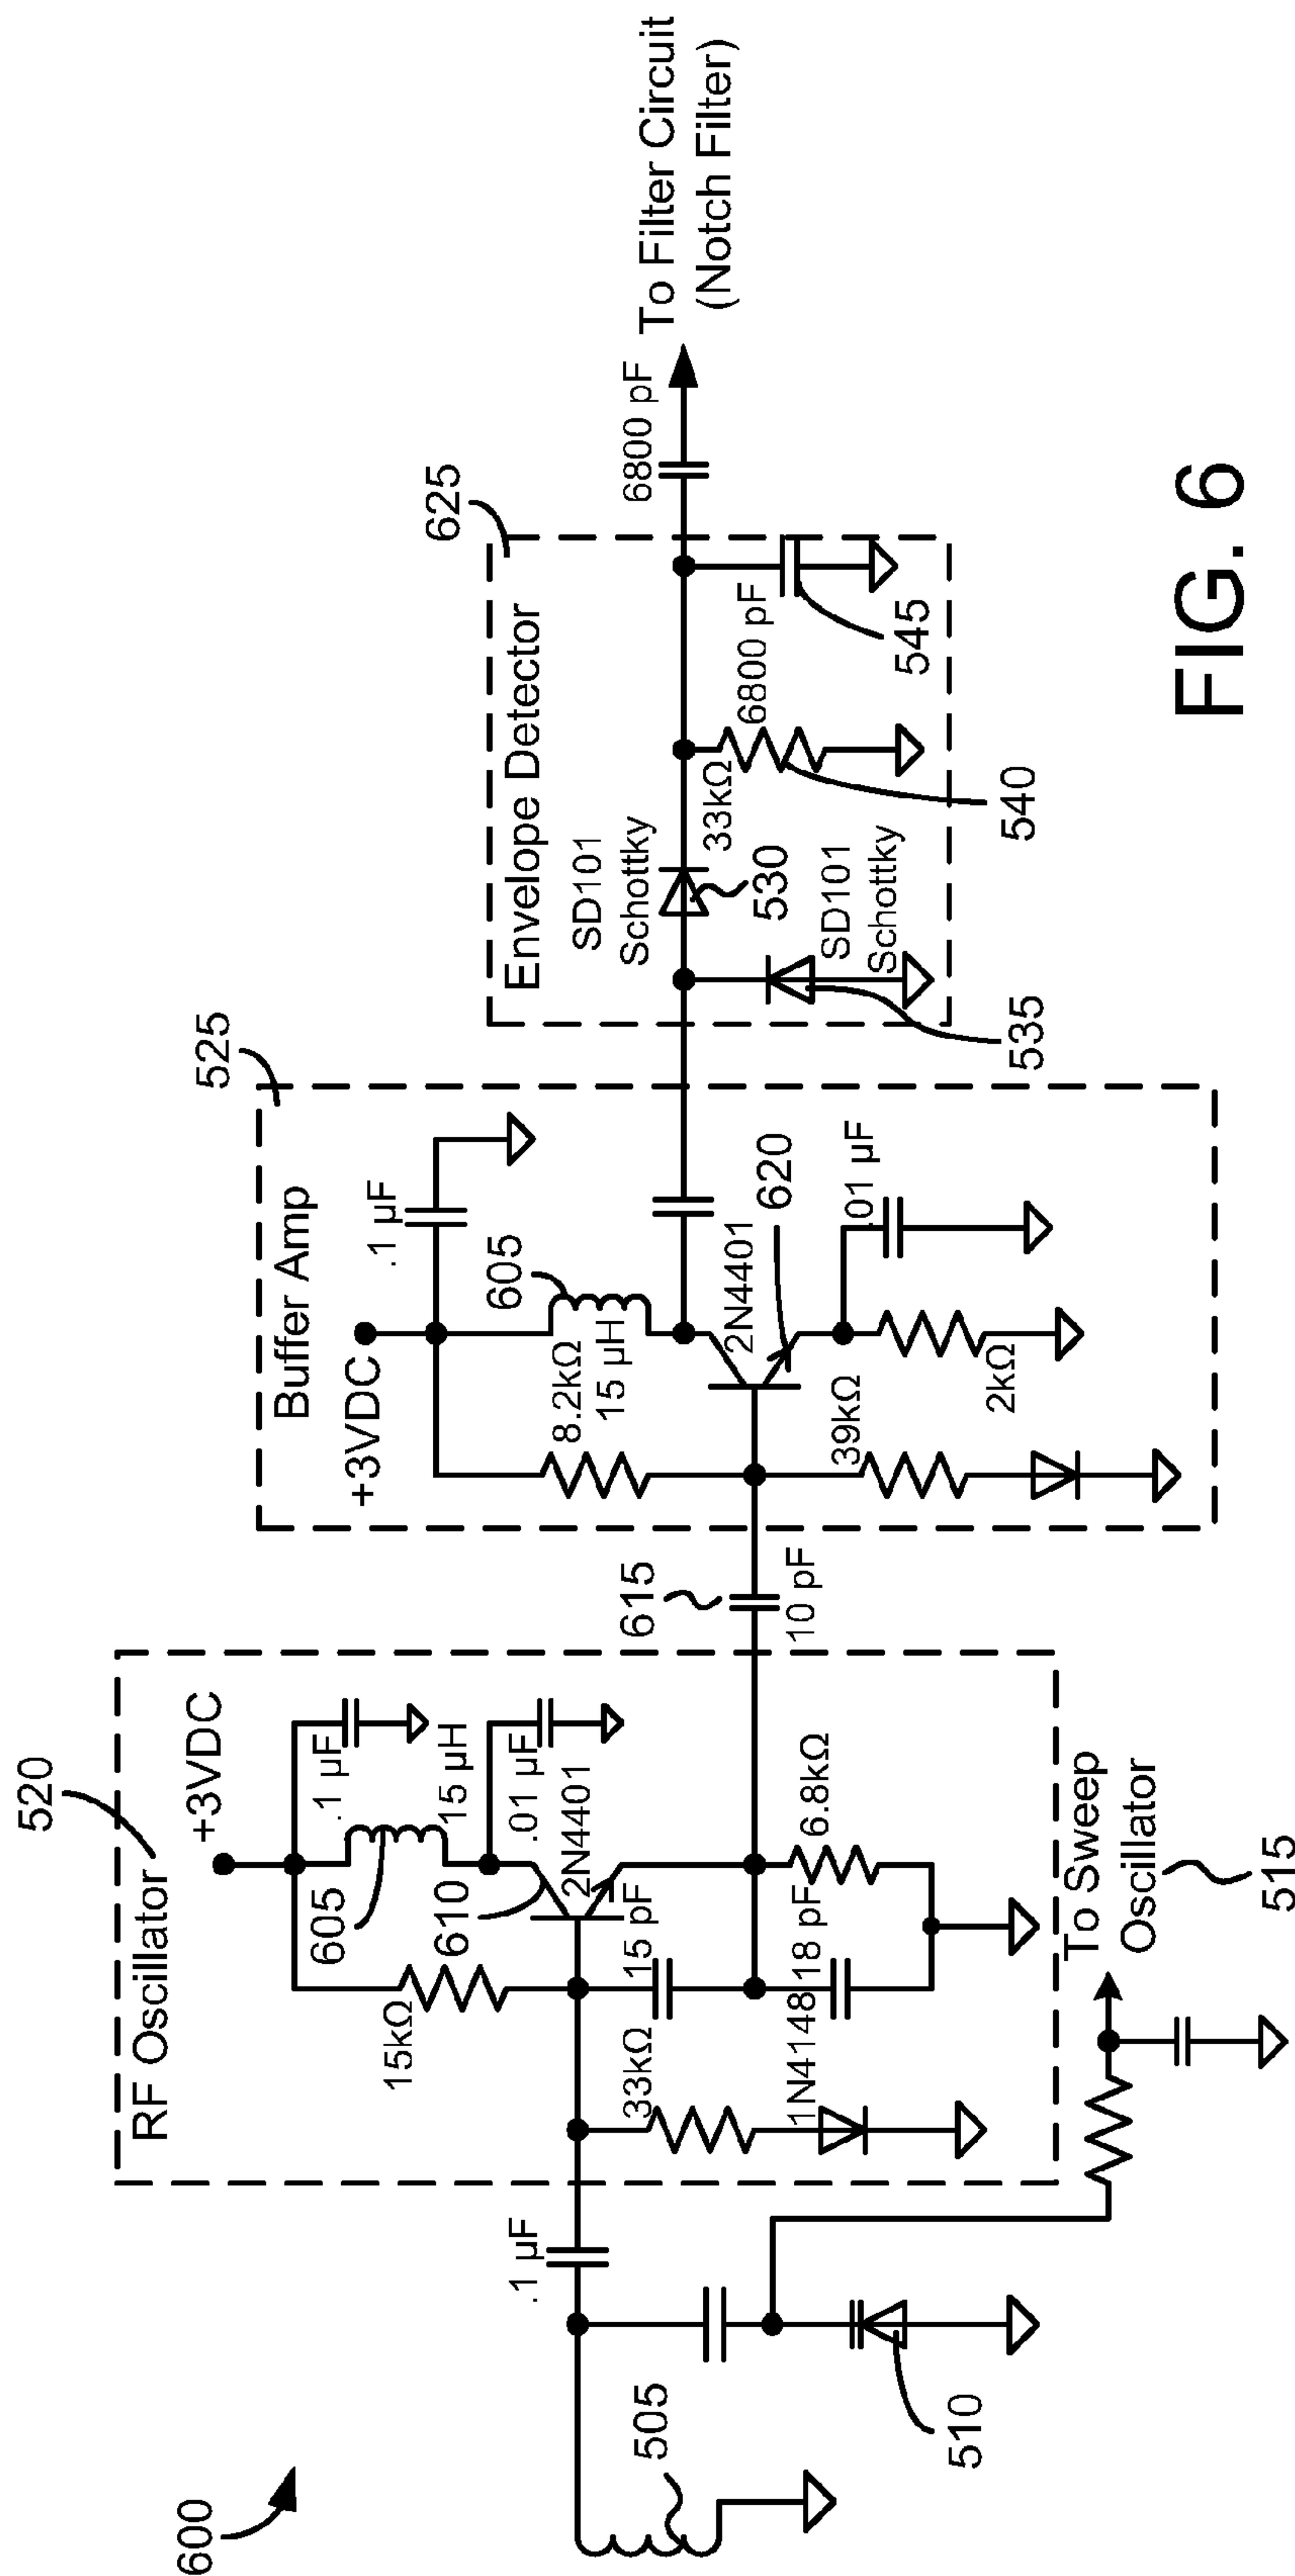 600
505
510
.1 µF
520
RF Oscillator
+3VDC
.1 µF
605
15 µH
15kΩ
610
.01 µF
2N4401
33kΩ
15 pF
1N4148
18 pF
6.8kΩ
To Sweep
Oscillator
515
615
10 pF
525
Buffer Amp
+3VDC
.1 µF
8.2kΩ
15 µH
605
2N4401
620
.01 µF
39kΩ
2kΩ
625
Envelope Detector
SD101
Schottky
530
SD101
Schottky
535
33kΩ
540
6800 pF
545
6800 pF
To Filter Circuit
(Notch Filter)
FIG. 6